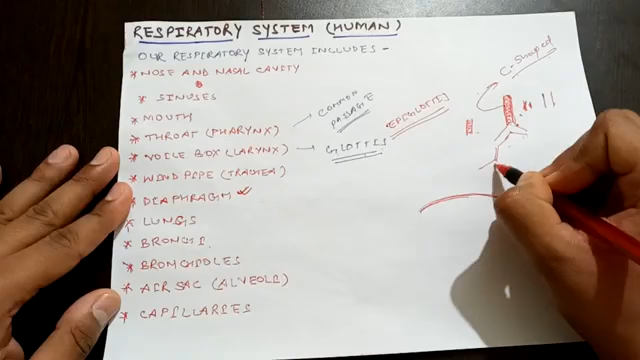 RESPIRATORY SYSTEM (HUMAN)
OUR RESPIRATORY SYSTEM INCLUDES -
* NOSE AND NASAL CAVITY
* SINUSES
* MOUTH
* THROAT (PHARYNX) → COMMON PASSAGE
* VOICE BOX (LARYNX) → GLOTTIS
EPEGLOTTIS
* WIND PIPE (TRACHEA)
* DIAPHRAGM
* LUNGS
* BRONCHI.
* BRONCHIOLES
* AIR SAC (ALVEOLI)
* CAPILLARIES
C-Shaped